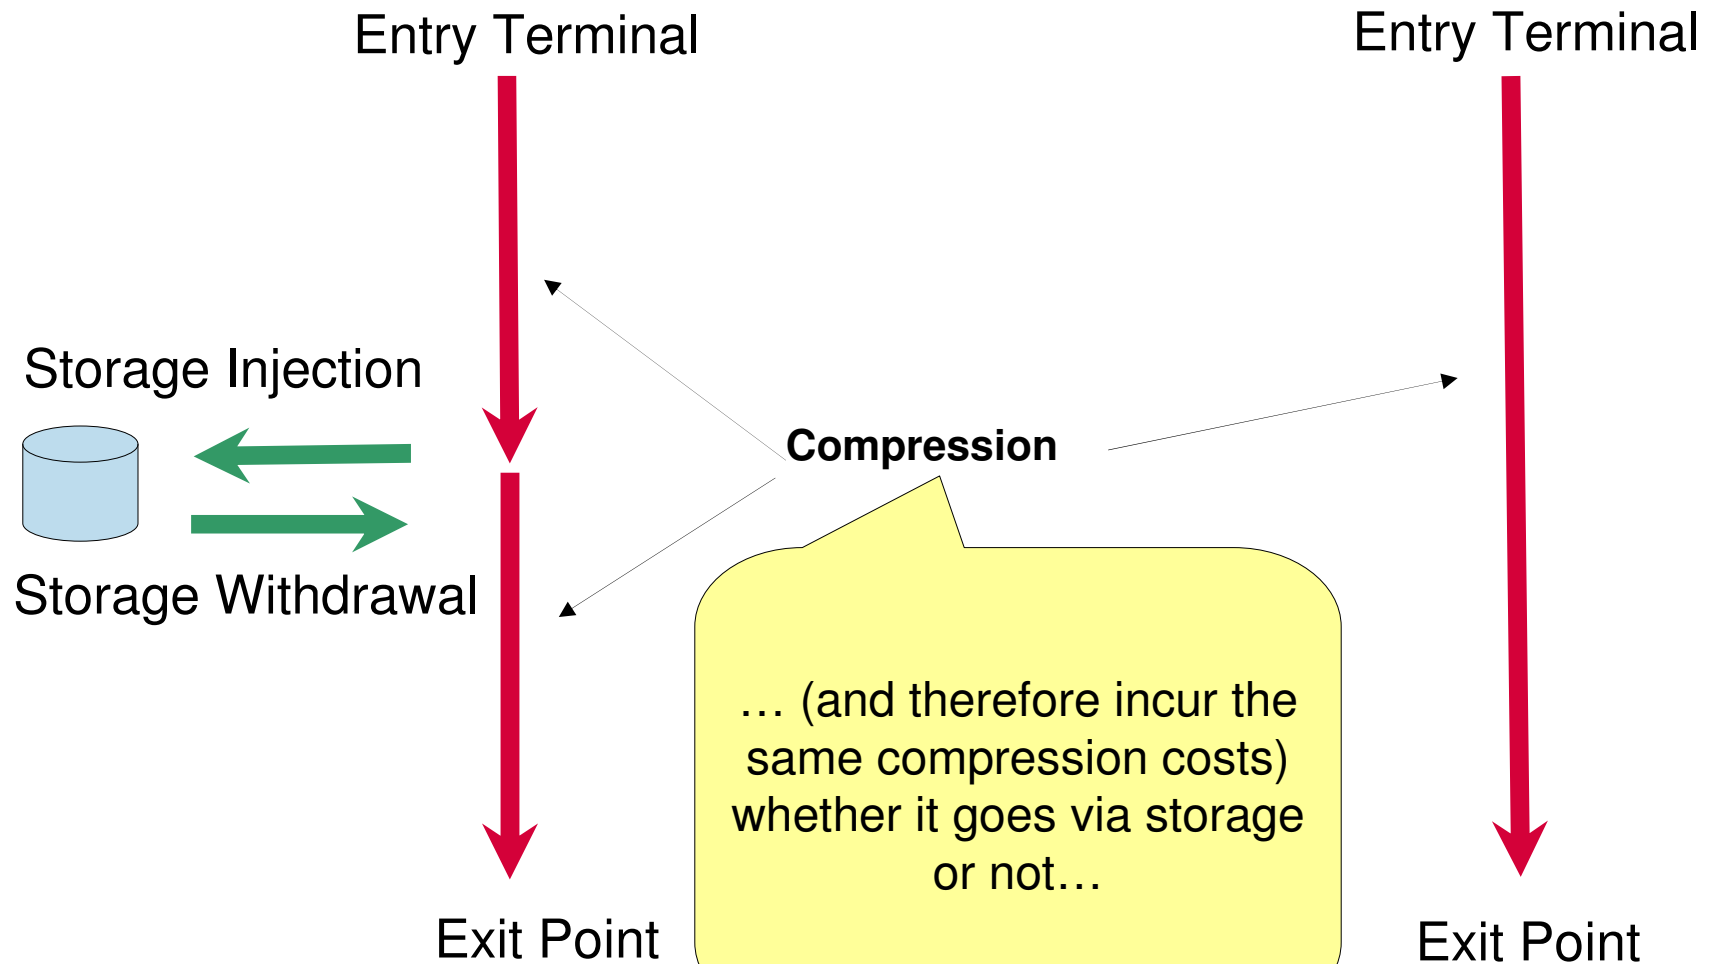 Entry Terminal
Entry Terminal
Storage Injection
Compression
Storage Withdrawal
… (and therefore incur the
same compression costs)
whether it goes via storage
or not…
Exit Point
Exit Point